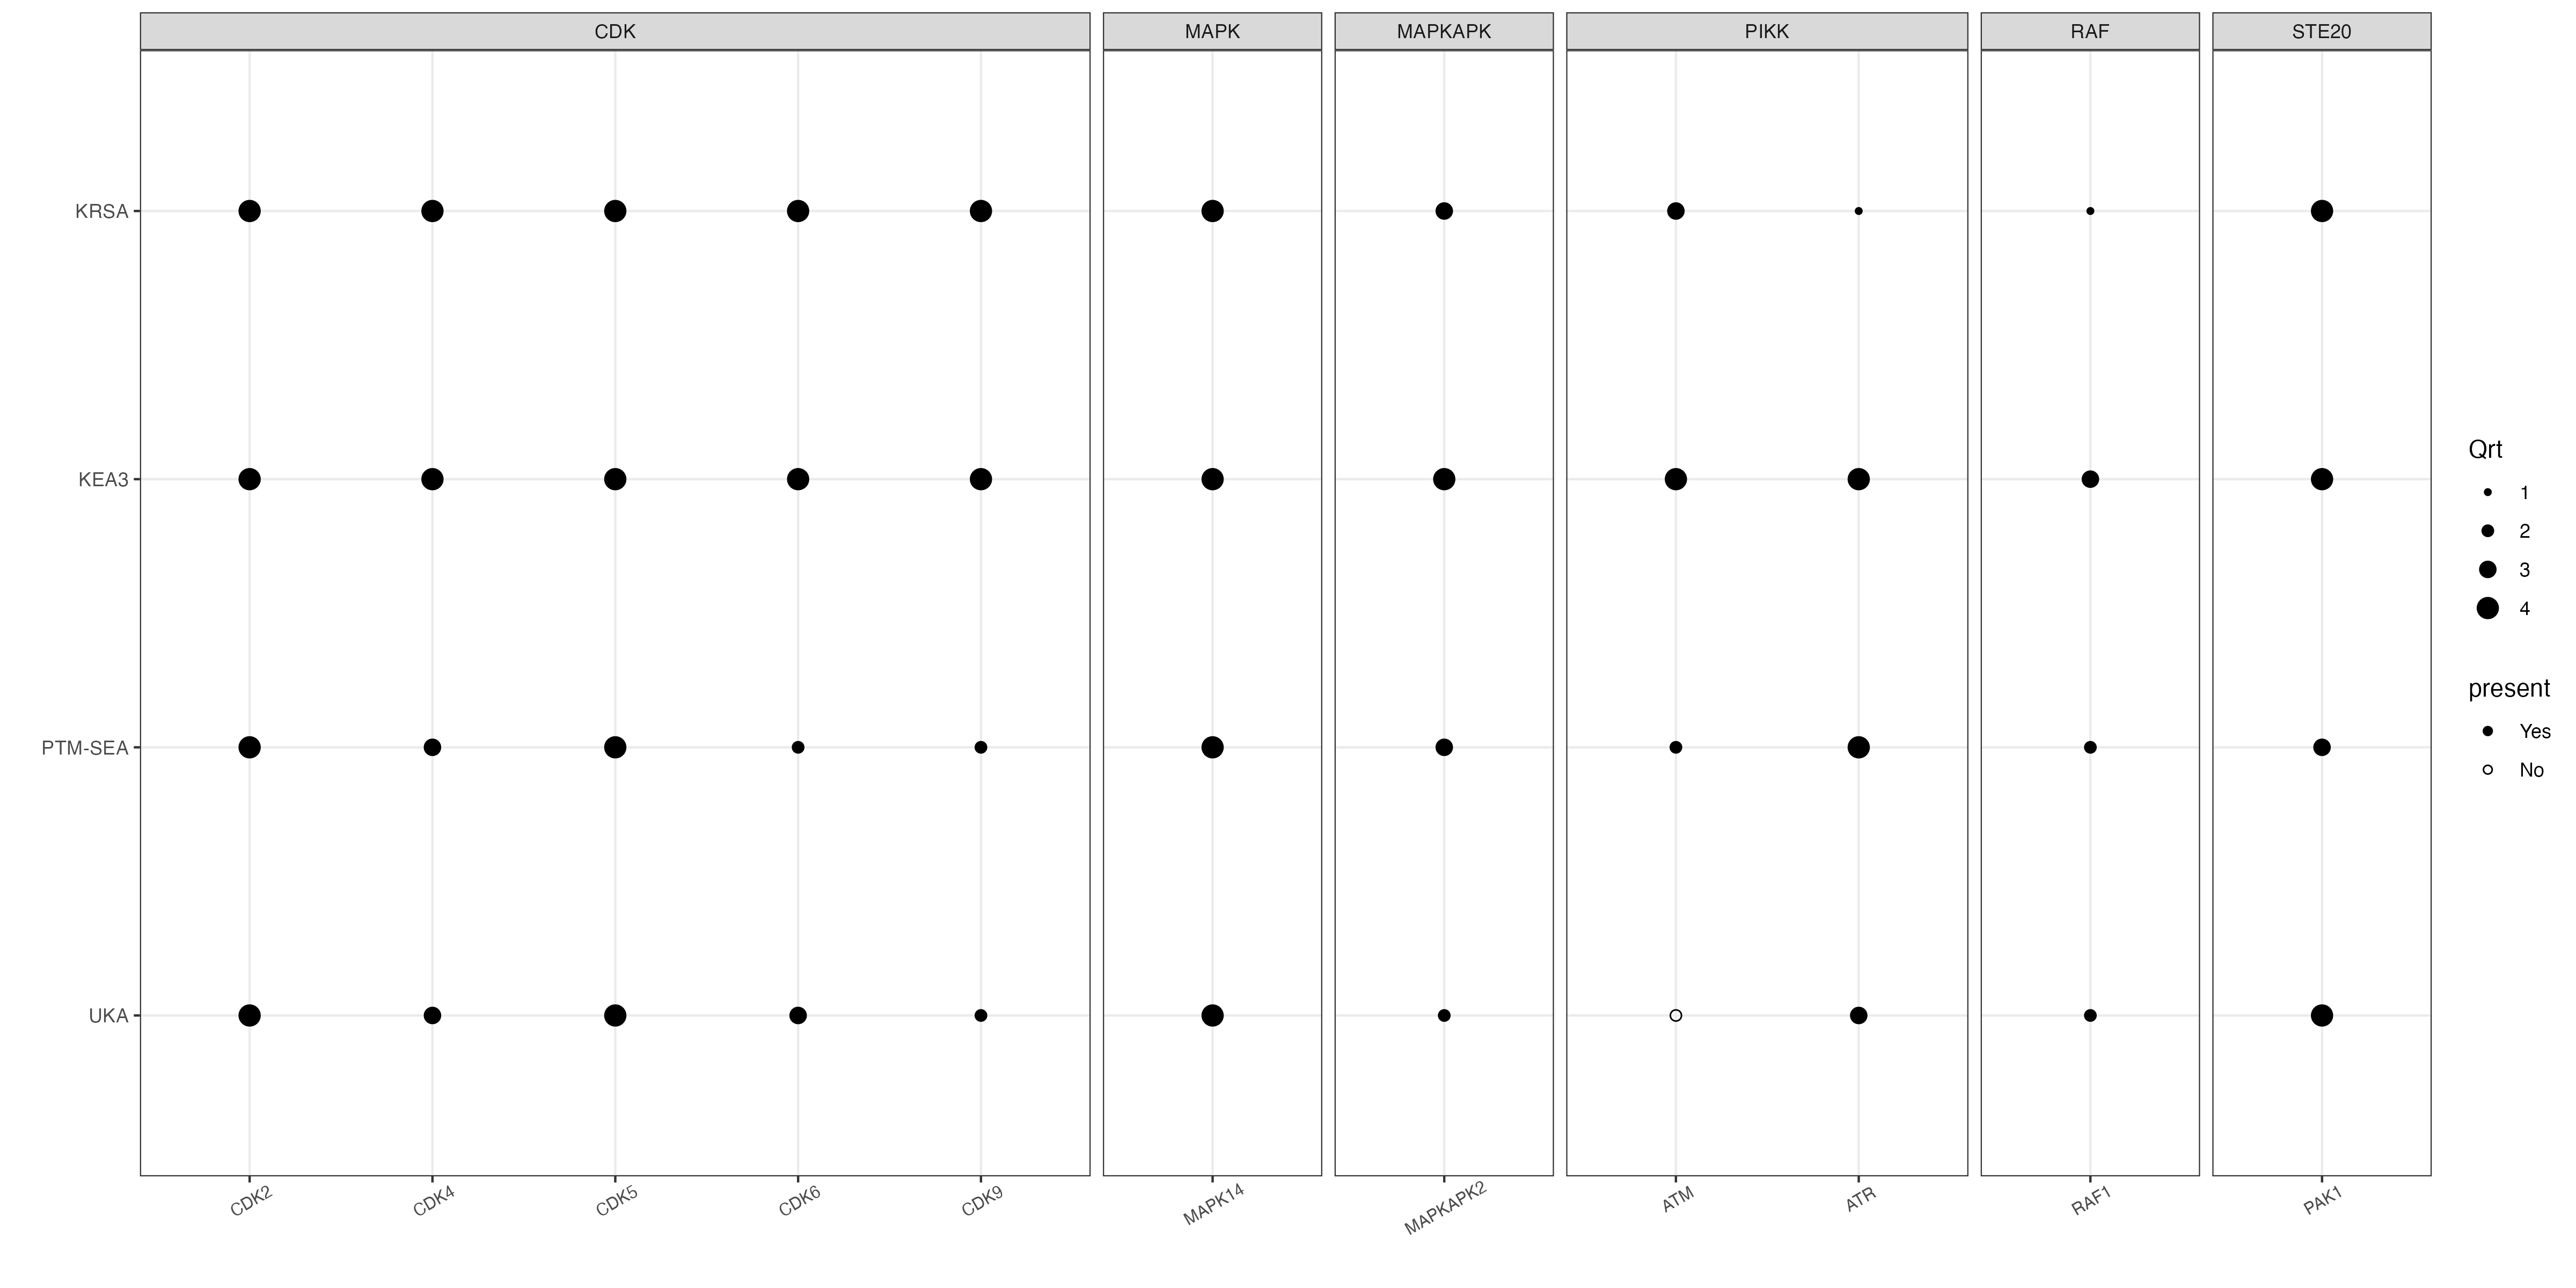 CDK MAPK MAPKAPK PIKK RAF STE20
KRSA
KEA3
PTM-SEA
UKA
CDK2 CDK4 CDK5 CDK6 CDK9 MAPK14 MAPKAPK2 ATM ATR RAF1 PAK1
Qrt
1
2
3
4
present
Yes
No